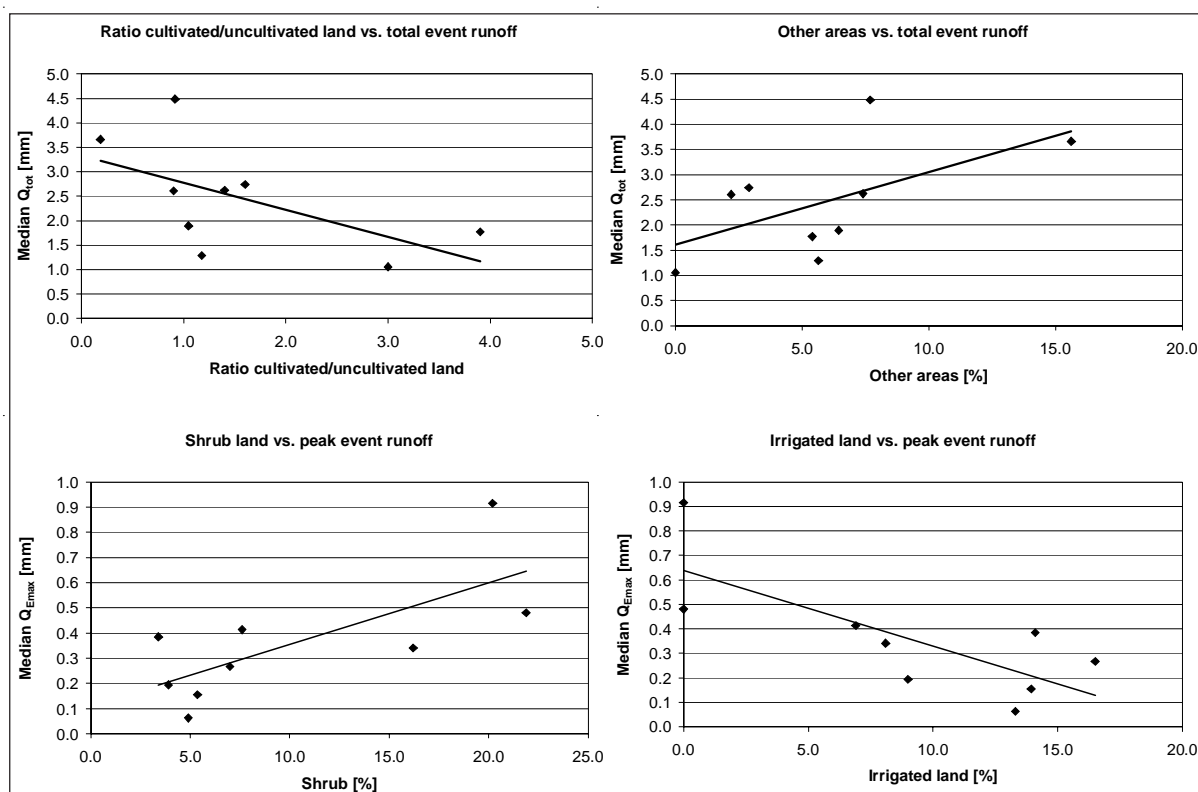 Ratio cultivated/uncultivated land vs. total event runoff
Median Qtot [mm]
5.0
4.5
4.0
3.5
3.0
2.5
2.0
1.5
1.0
0.5
0.0
0.0 1.0 2.0 3.0 4.0 5.0
Ratio cultivated/uncultivated land
Other areas vs. total event runoff
Median Qtot [mm]
5.0
4.5
4.0
3.5
3.0
2.5
2.0
1.5
1.0
0.5
0.0
0.0 5.0 10.0 15.0 20.0
Other areas [%]
Shrub land vs. peak event runoff
Median QEmax [mm]
1.0
0.9
0.8
0.7
0.6
0.5
0.4
0.3
0.2
0.1
0.0
0.0 5.0 10.0 15.0 20.0 25.0
Shrub [%]
Irrigated land vs. peak event runoff
Median QEmax [mm]
1.0
0.9
0.8
0.7
0.6
0.5
0.4
0.3
0.2
0.1
0.0
0.0 5.0 10.0 15.0 20.0
Irrigated land [%]